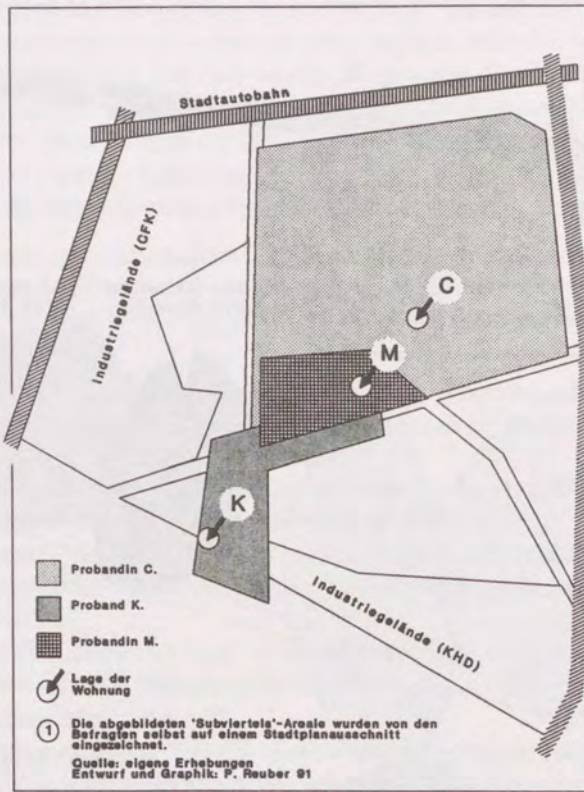 Stadtautobahn
Industriegelände (CFK)
C
M
K
Industriegelände (KHD)
Probandin C.
Proband K.
Probandin M.
Lage der
Wohnung
1 Die abgebildeten 'Subviertels'-Areale wurden von den
Befragten selbst auf einem Stadtplanausschnitt
eingezeichnet.
Quelle: eigene Erhebungen
Entwurf und Graphik: P. Reuber 91